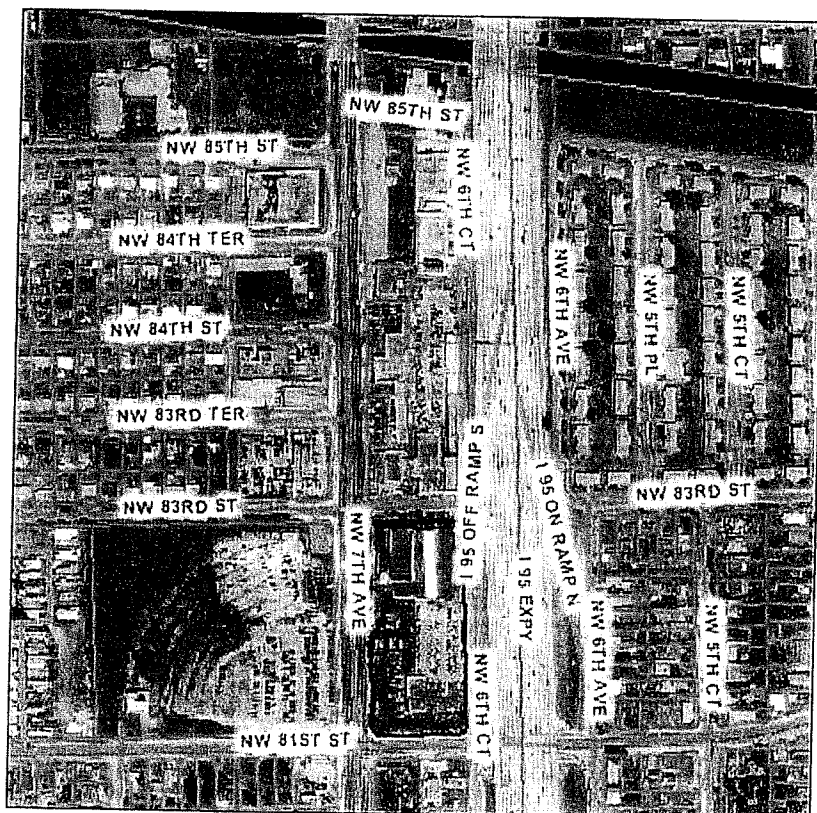 NW 85TH ST
NW 85TH ST
NW 6TH CT
NW 84TH TER
NW 6TH AVE
NW 5TH PL
NW 5TH CT
NW 84TH ST
NW 83RD TER
I 95 OFF RAMP S
I 95 ON RAMP N
NW 83RD ST
NW 83RD ST
NW 7TH AVE
I 95 EXPY
NW 6TH AVE
NW 5TH CT
NW 6TH CT
NW 81ST ST